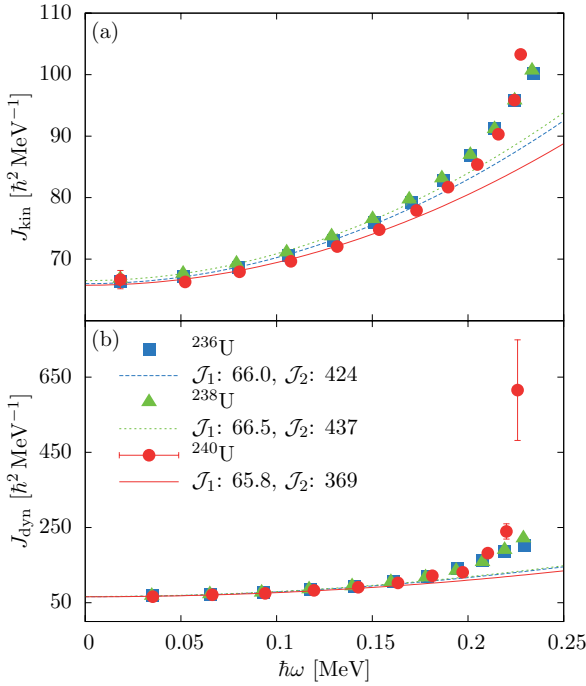 110
(a)
100
90
80
70
J_kin [ℏ² MeV⁻¹]
(b)
²³⁶U
𝒥₁: 66.0, 𝒥₂: 424
²³⁸U
𝒥₁: 66.5, 𝒥₂: 437
²⁴⁰U
𝒥₁: 65.8, 𝒥₂: 369
650
450
250
50
J_dyn [ℏ² MeV⁻¹]
0 0.05 0.1 0.15 0.2 0.25
ℏω [MeV]